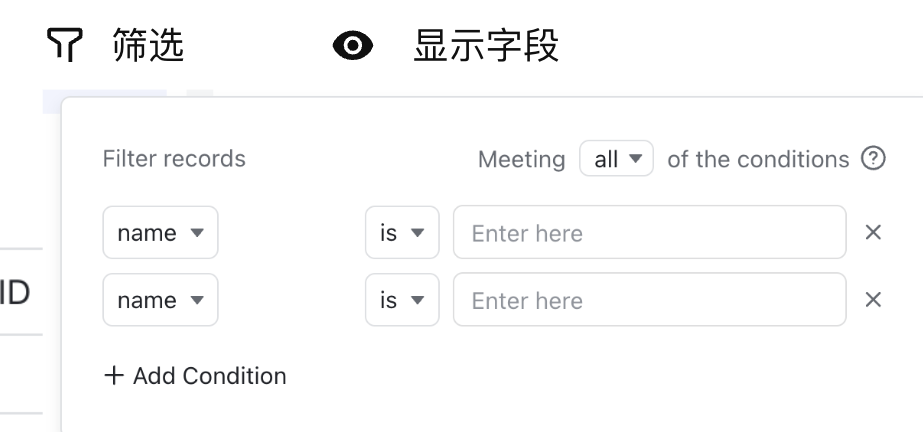 筛选 显示字段
Filter records Meeting all of the conditions ?
name is Enter here
ID
name is Enter here
+ Add Condition